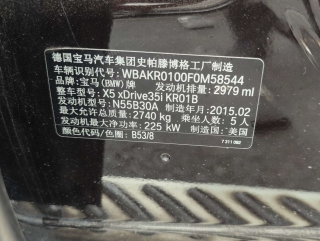 德国宝马汽车集团史帕滕博格工厂制造
车辆识别代号: WBAKR0100F0M58544
品牌: 宝马(BMW)牌 发动机排量: 2979 ml
整车型号: X5 xDrive35i KR01B
发动机型号: N55B30A 制造年月: 2015.02
最大允许总质量: 2740 kg 乘坐人数: 5 人
发动机最大净功率: 225 kW 制造国: 美国
颜色代码/色圈: B53/8